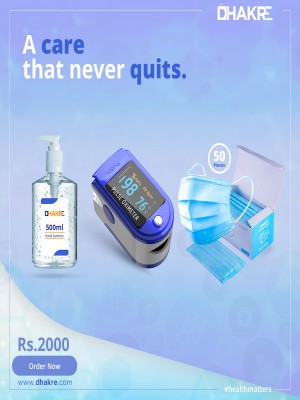 DHAKRE
A care
that never quits.
50
Pieces
DHAKRE
500ml
Hand Sanitizer
98 76
PULSE OXIMETER
Rs.2000
Order Now
www.dhakre.com
#healthmatters